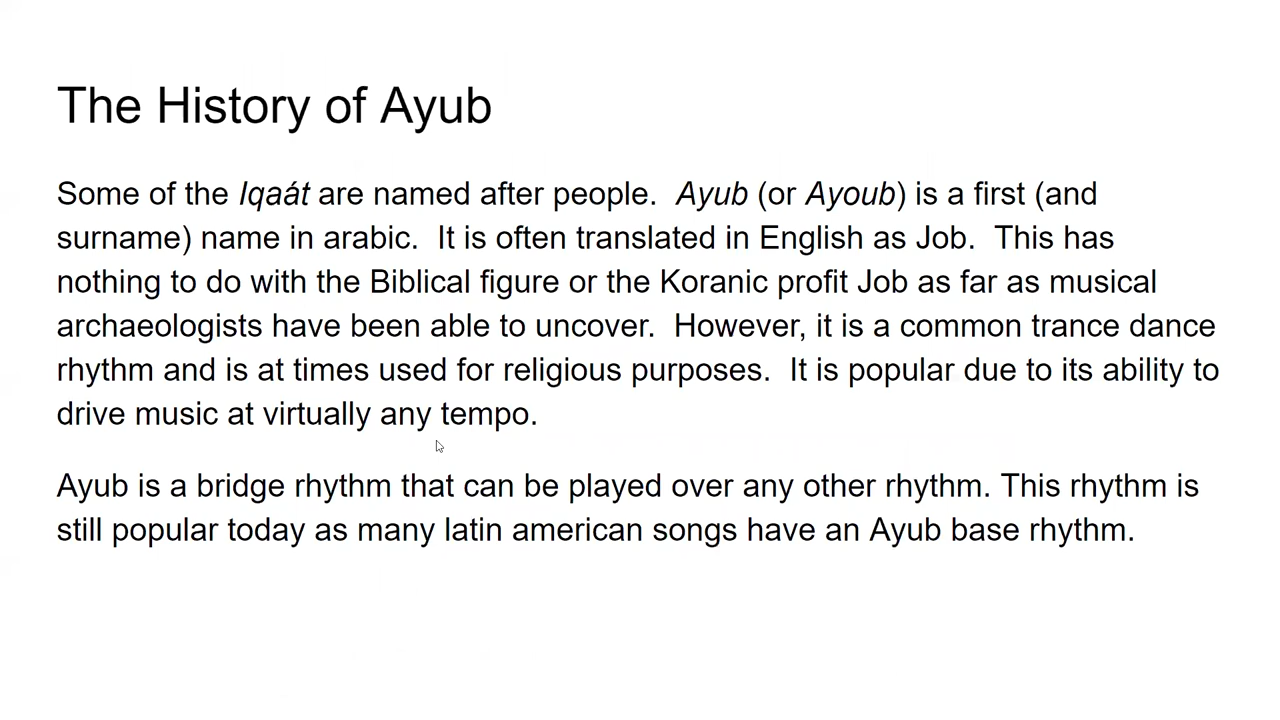 The History of Ayub
Some of the Iqaát are named after people.  Ayub (or Ayoub) is a first (and
surname) name in arabic.  It is often translated in English as Job.  This has
nothing to do with the Biblical figure or the Koranic profit Job as far as musical
archaeologists have been able to uncover.  However, it is a common trance dance
rhythm and is at times used for religious purposes.  It is popular due to its ability to
drive music at virtually any tempo.
Ayub is a bridge rhythm that can be played over any other rhythm. This rhythm is
still popular today as many latin american songs have an Ayub base rhythm.